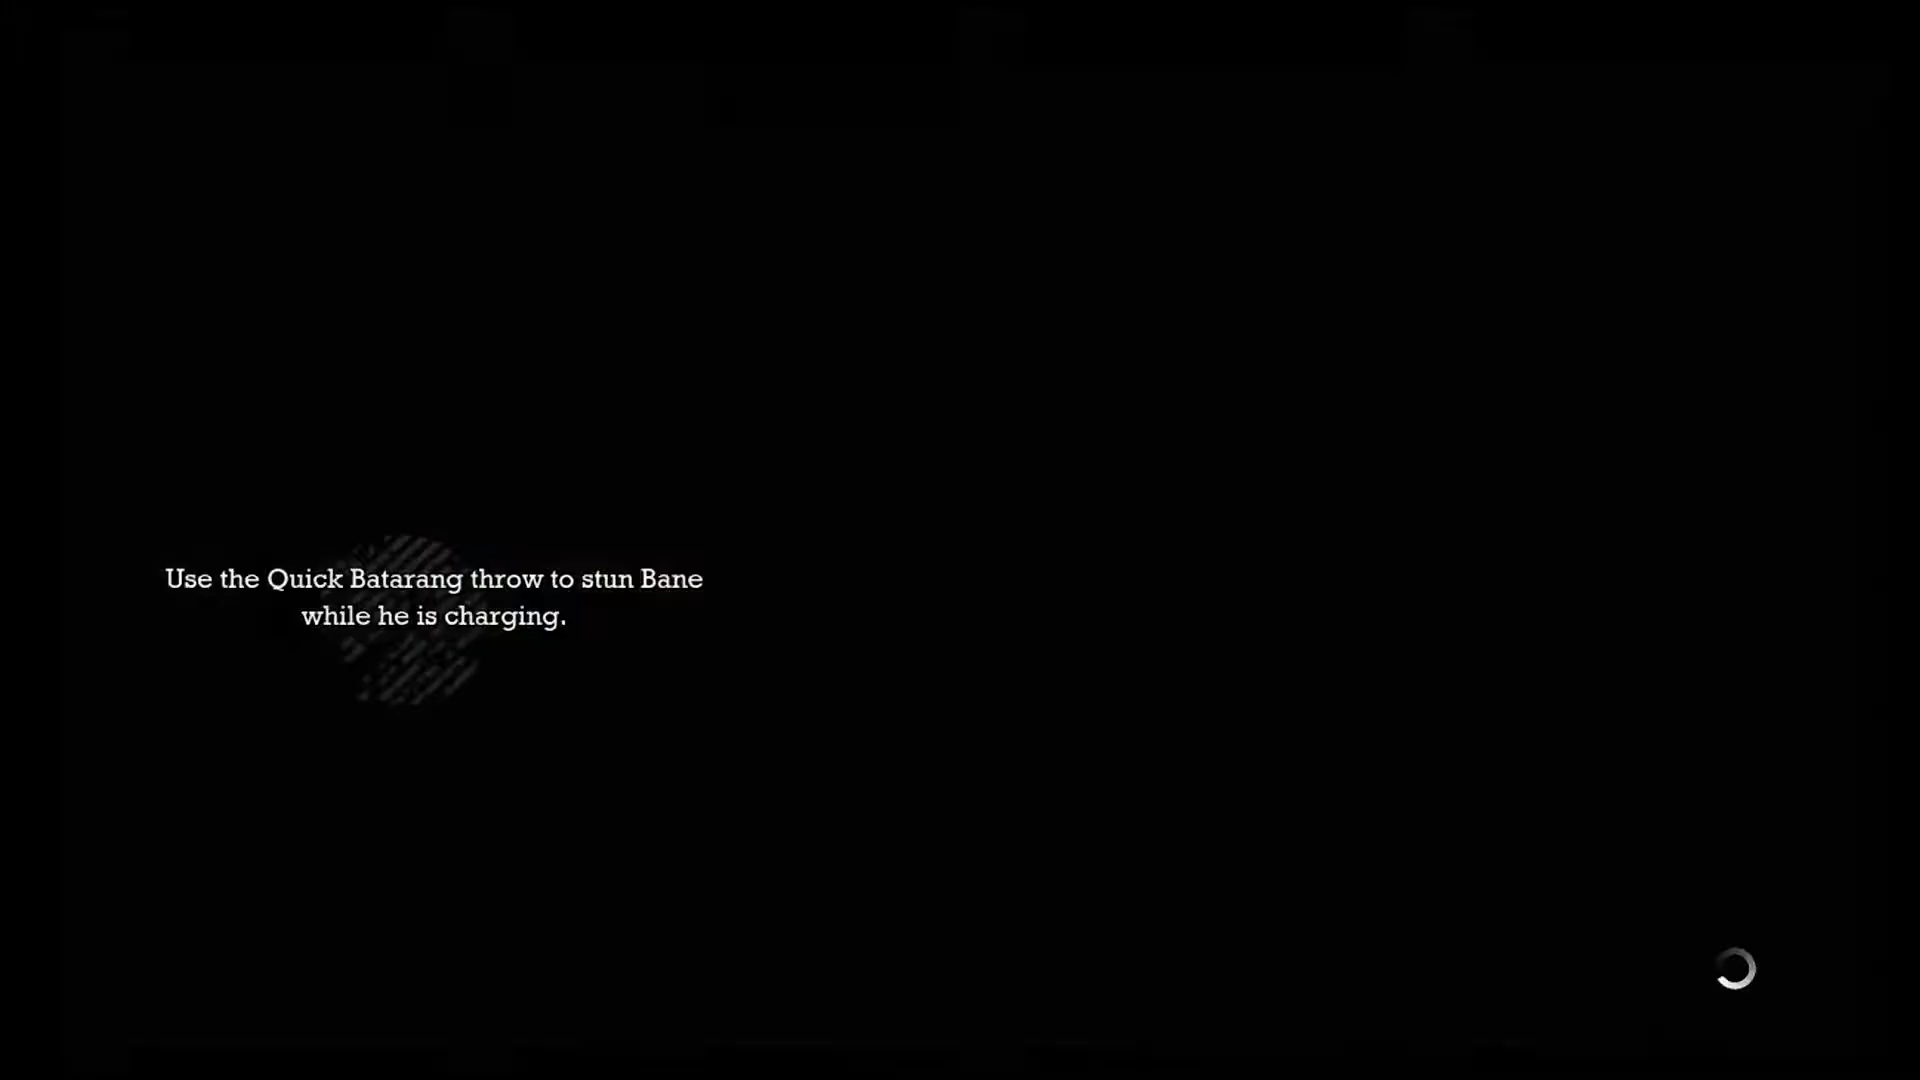 Use the Quick Batarang throw to stun Bane
while he is charging.